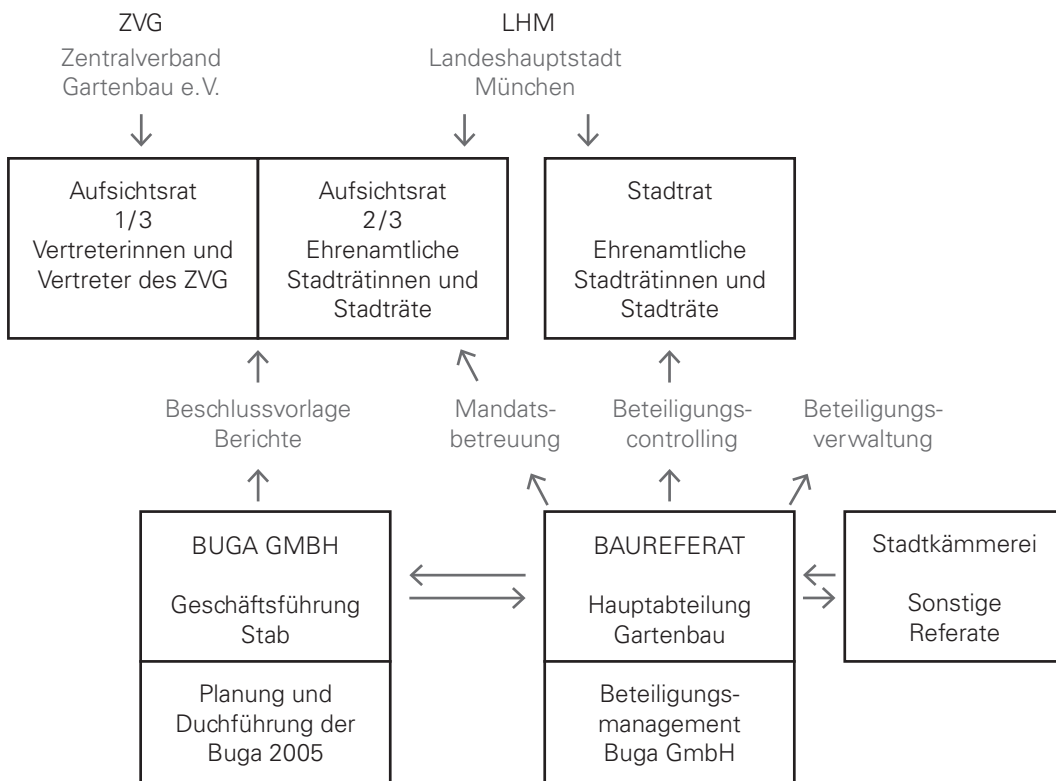 ZVG
Zentralverband
Gartenbau e.V.
LHM
Landeshauptstadt
München
Aufsichtsrat
1/3
Vertreterinnen und
Vertreter des ZVG
Aufsichtsrat
2/3
Ehrenamtliche
Stadträtinnen und
Stadträte
Stadtrat
Ehrenamtliche
Stadträtinnen und
Stadträte
Beschlussvorlage
Berichte
Mandats-
betreuung
Beteiligungs-
controlling
Beteiligungs-
verwaltung
BUGA GMBH
Geschäftsführung
Stab
Planung und
Duchführung der
Buga 2005
BAUREFERAT
Hauptabteilung
Gartenbau
Beteiligungs-
management
Buga GmbH
Stadtkämmerei
Sonstige
Referate